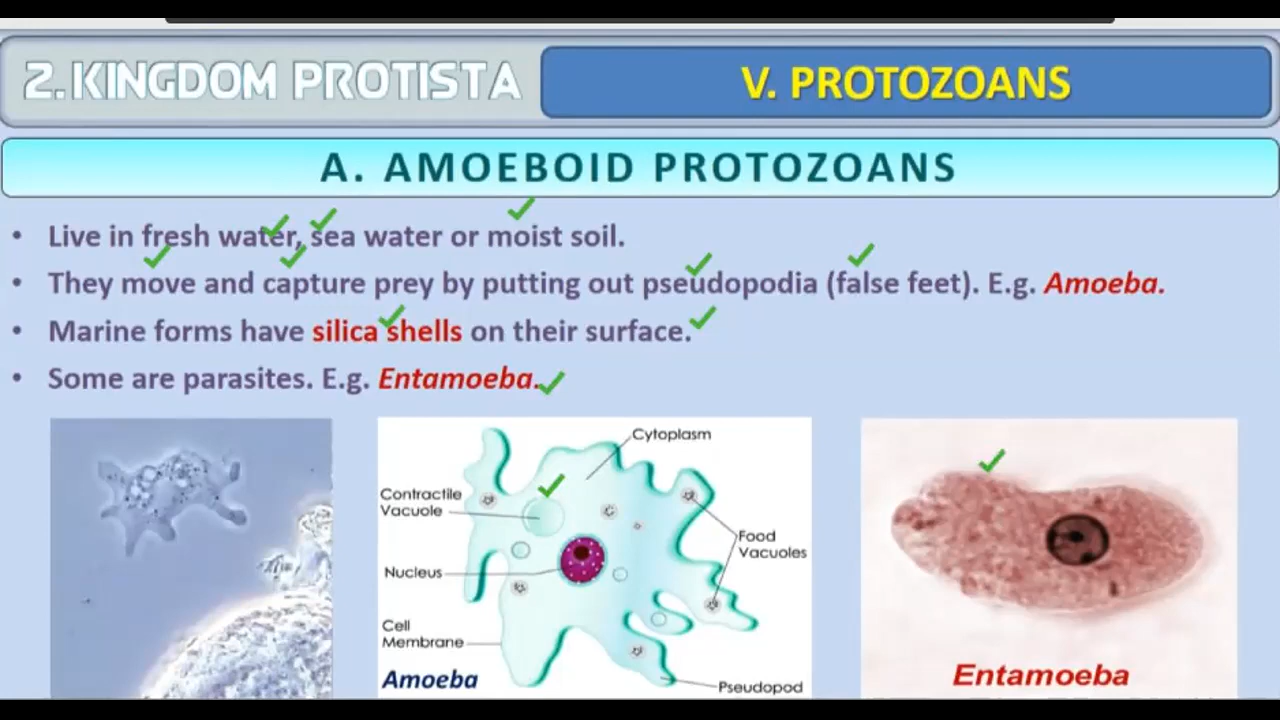 2.KINGDOM PROTISTA
V. PROTOZOANS
A. AMOEBOID PROTOZOANS
• Live in fresh water, sea water or moist soil.
• They move and capture prey by putting out pseudopodia (false feet). E.g. Amoeba.
• Marine forms have silica shells on their surface.
• Some are parasites. E.g. Entamoeba.
Cytoplasm
Contractile
Vacuole
Food
Vacuoles
Nucleus
Cell
Membrane
Amoeba
Pseudopod
Entamoeba